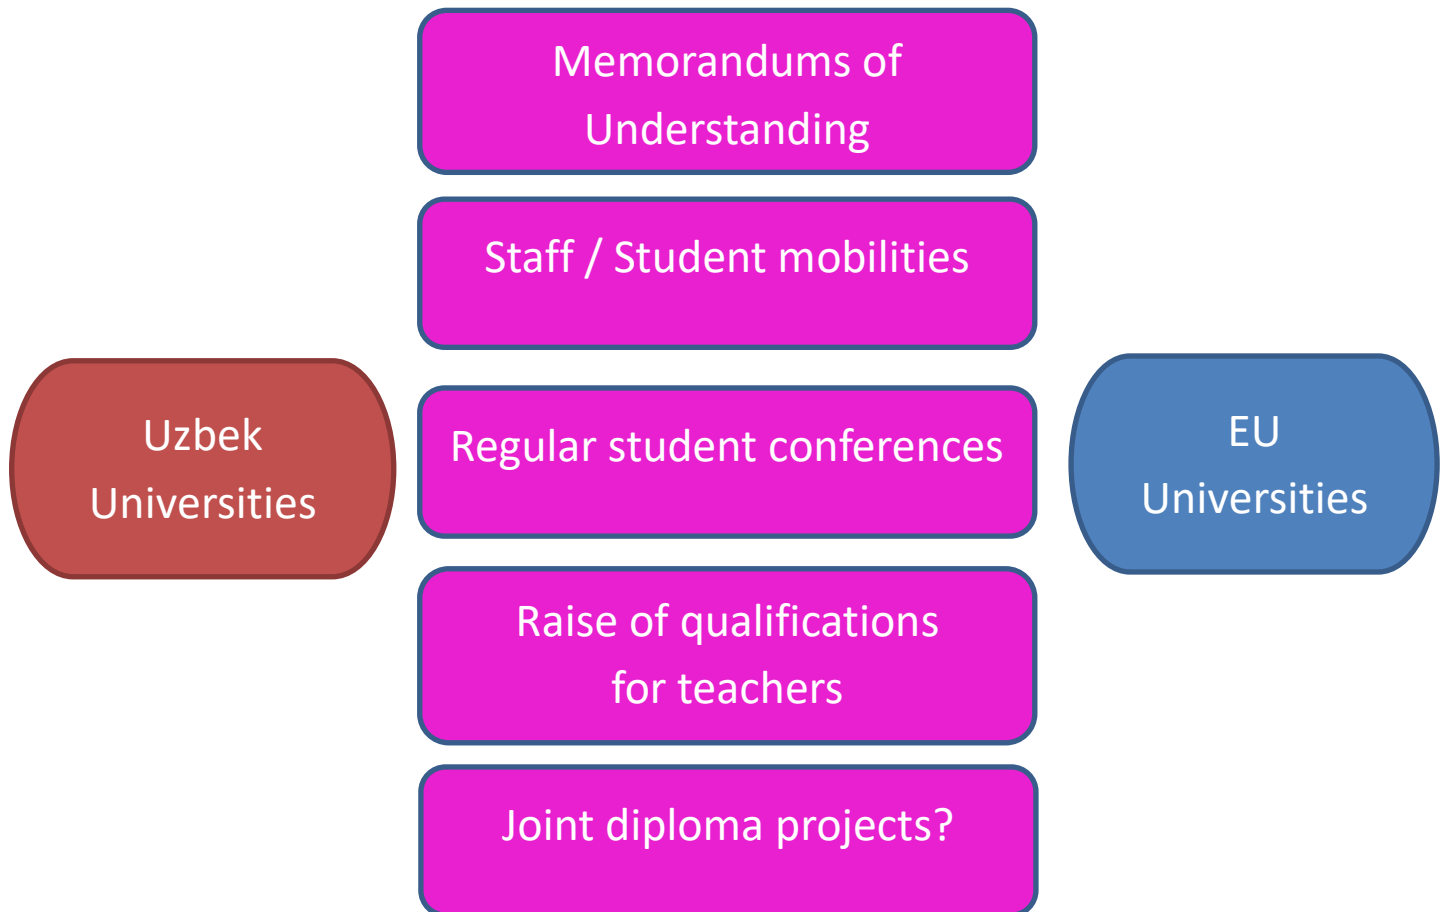 Memorandums of
Understanding
Staff / Student mobilities
Uzbek
Universities
Regular student conferences
EU
Universities
Raise of qualifications
for teachers
Joint diploma projects?